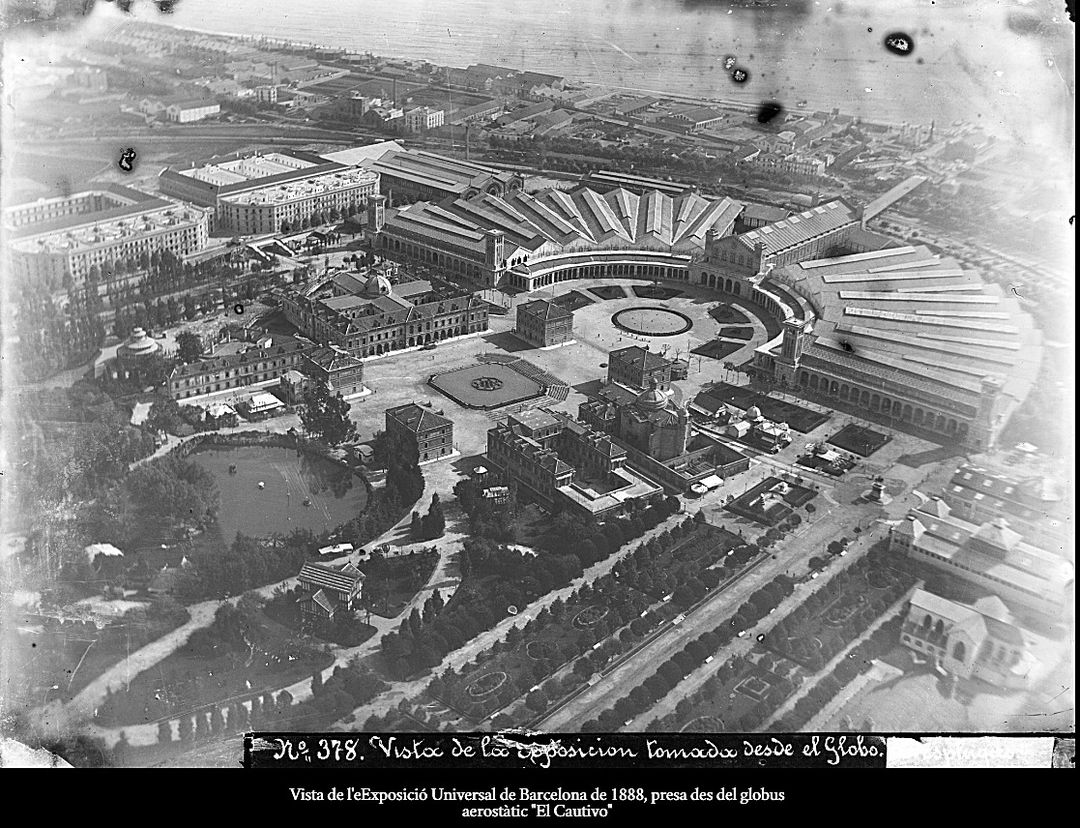 Nº 378. Vista de la exposicion tomada desde el Globo.
Vista de l'eExposició Universal de Barcelona de 1888, presa des del globus
aerostàtic "El Cautivo"